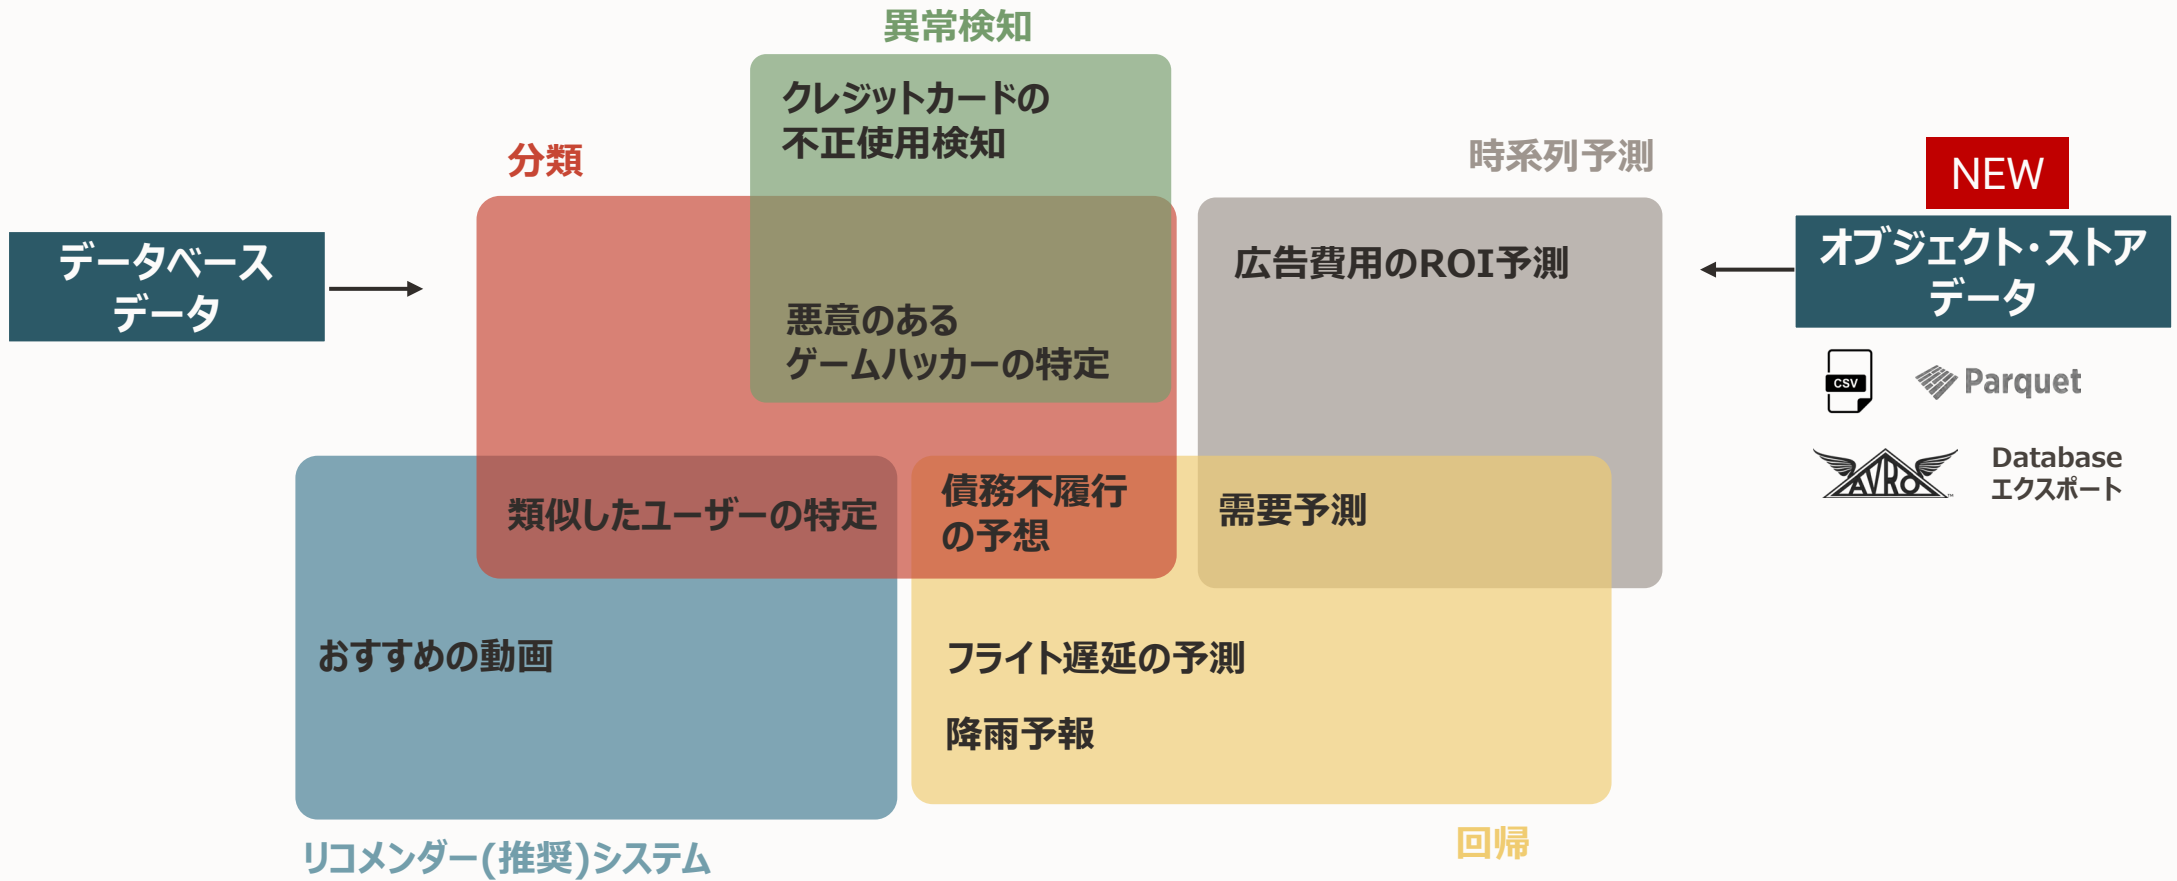 異常検知
クレジットカードの
不正使用検知
分類
時系列予測
NEW
データベース
データ
オブジェクト・ストア
データ
広告費用のROI予測
悪意のある
ゲームハッカーの特定
CSV
Parquet
AVRO
TM
Database
エクスポート
類似したユーザーの特定
債務不履行
の予想
需要予測
おすすめの動画
フライト遅延の予測
降雨予報
リコメンダー(推奨)システム
回帰